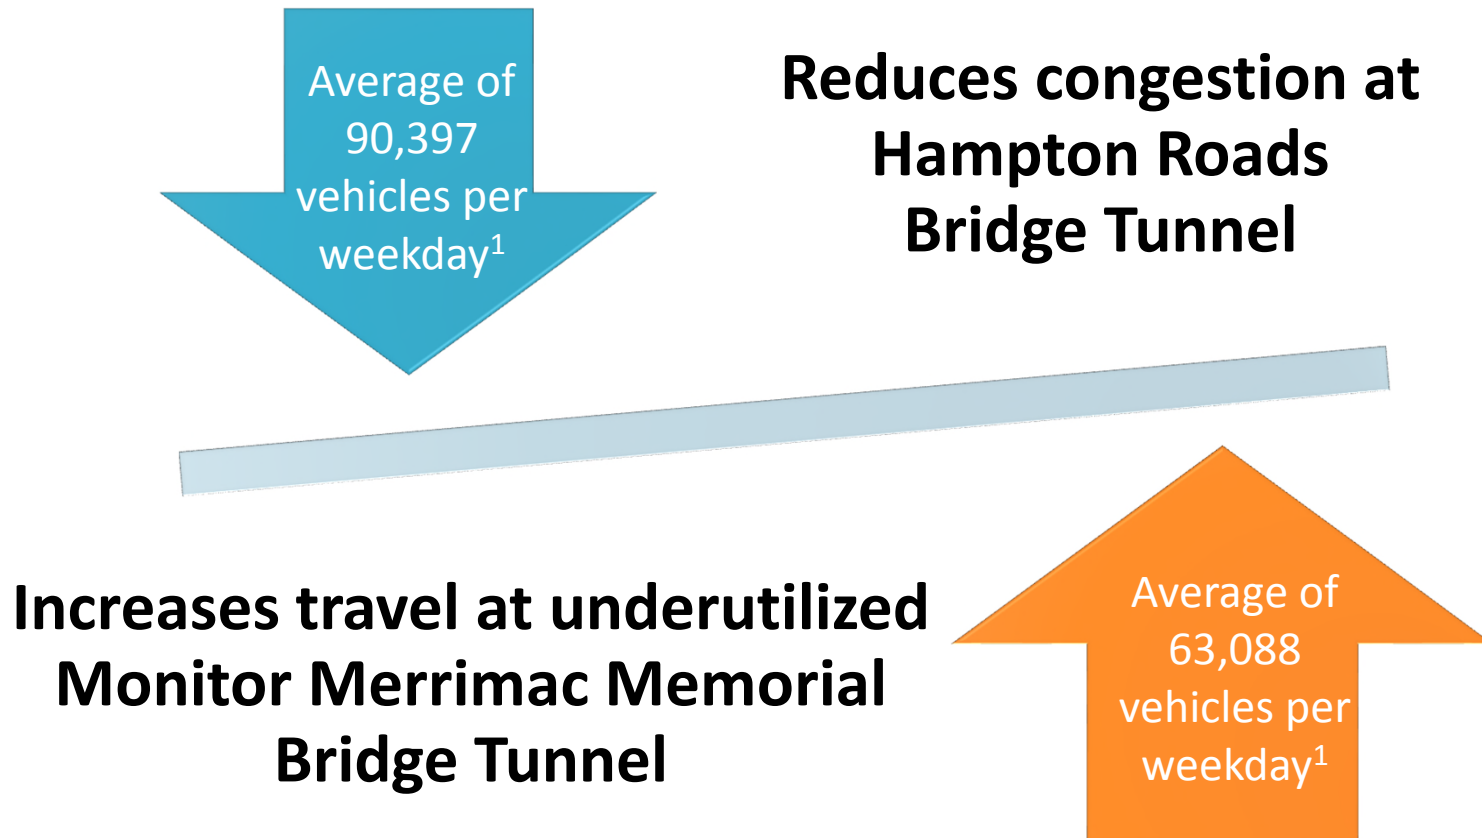 Average of
90,397
vehicles per
weekday¹
Reduces congestion at
Hampton Roads
Bridge Tunnel
Increases travel at underutilized
Monitor Merrimac Memorial
Bridge Tunnel
Average of
63,088
vehicles per
weekday¹